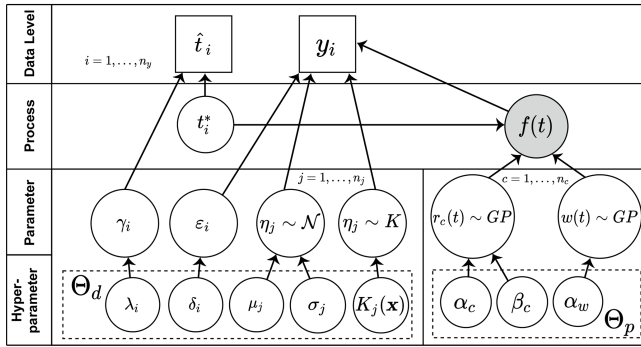 Data Level
i = 1, . . . , n_y
t̂ _i
y_i
Process
t_i^*
f(t)
Parameter
j = 1, . . . , n_j
c = 1, . . . , n_c
γ_i
ε_i
η_j ∼ 𝒩
η_j ∼ K
r_c(t) ∼ GP
w(t) ∼ GP
Hyper-
parameter
Θ_d
λ_i
δ_i
μ_j
σ_j
K_j(𝐱)
α_c
β_c
α_w
Θ_p